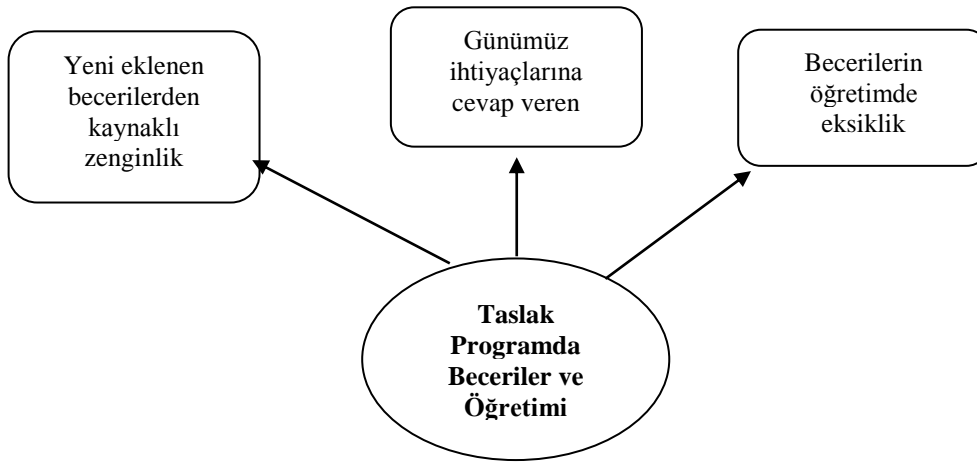 Yeni eklenen
becerilerden
kaynaklı
zenginlik
Günümüz
ihtiyaçlarına
cevap veren
Becerilerin
öğretimde
eksiklik
Taslak
Programda
Beceriler ve
Öğretimi